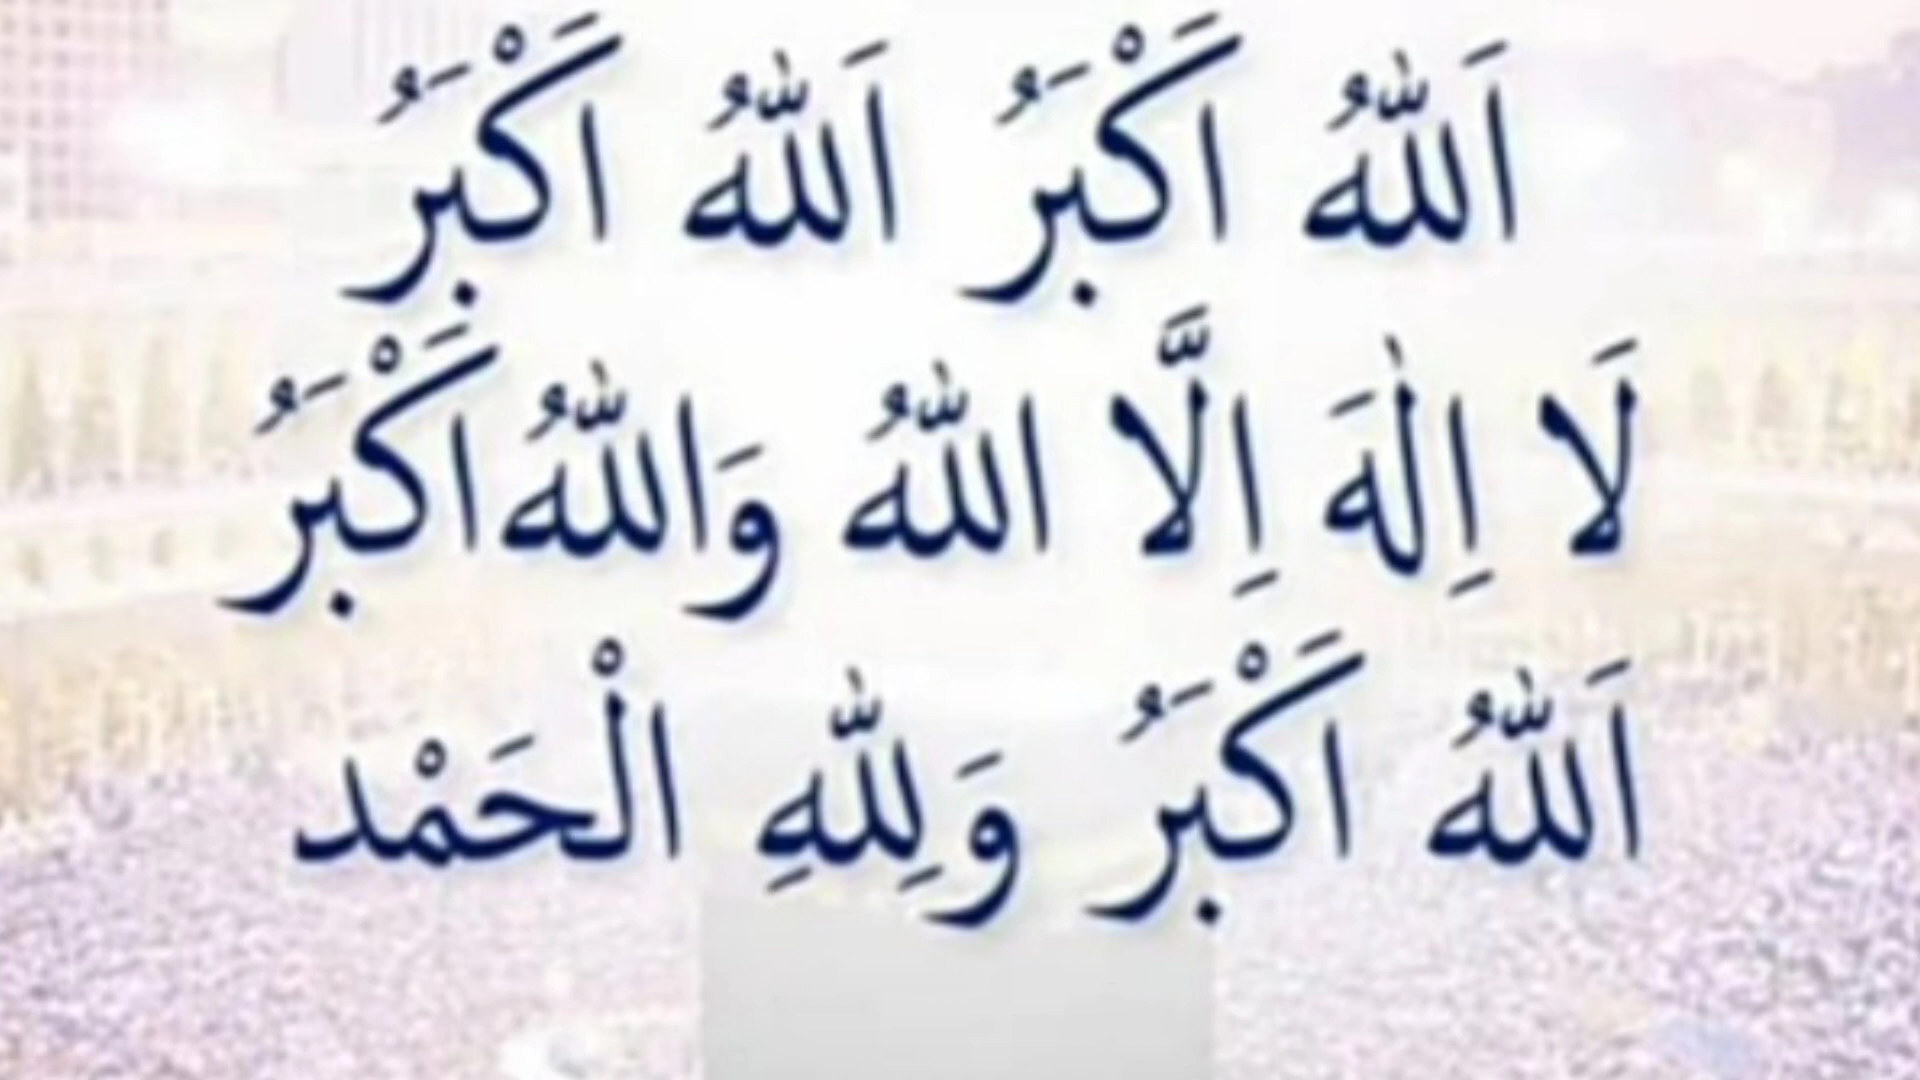 اَللّٰهُ اَكْبَرُ اَللّٰهُ اَكْبَرُ
لَا اِلٰهَ اِلَّا اللّٰهُ وَاللّٰهُ اَكْبَرُ
اَللّٰهُ اَكْبَرُ وَلِلّٰهِ الْحَمْد